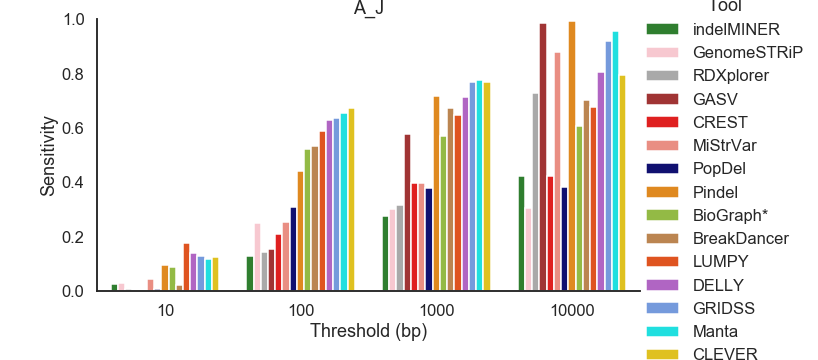 A_J
Tool
1.0
0.8
0.6
0.4
0.2
0.0
Sensitivity
10
100
1000
10000
Threshold (bp)
indelMINER
GenomeSTRiP
RDXplorer
GASV
CREST
MiStrVar
PopDel
Pindel
BioGraph*
BreakDancer
LUMPY
DELLY
GRIDSS
Manta
CLEVER